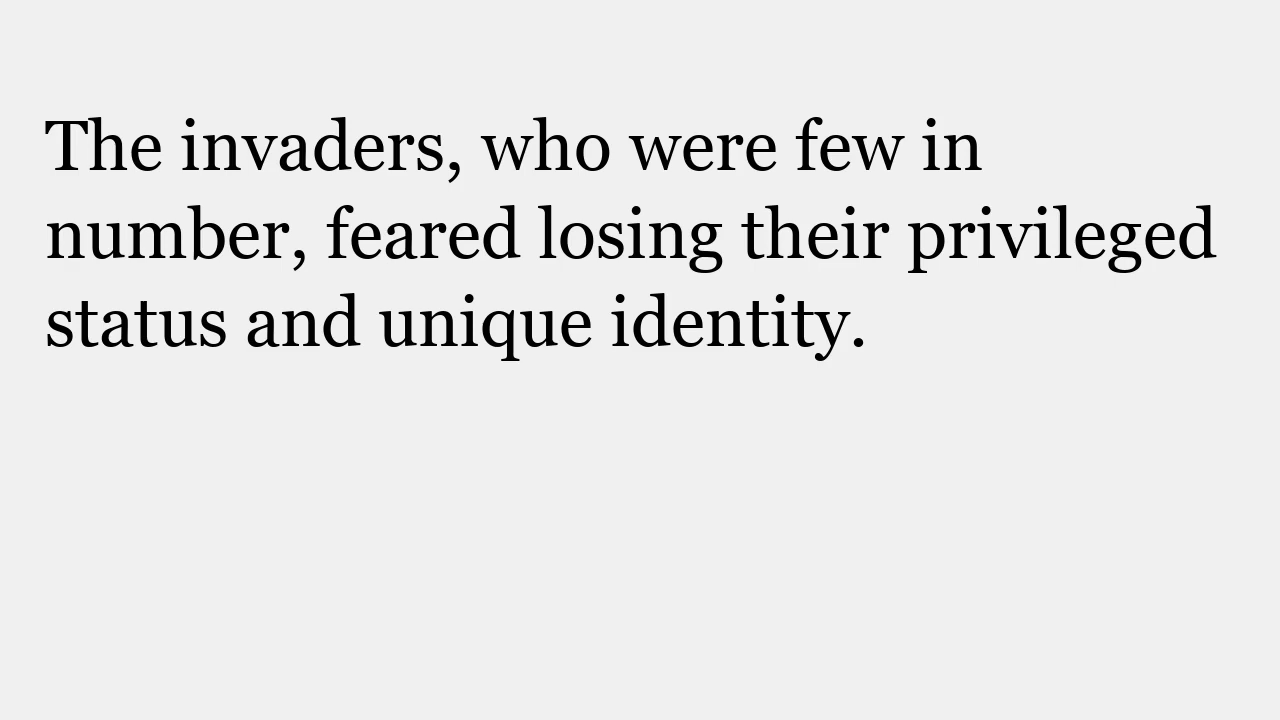 The invaders, who were few in
number, feared losing their privileged
status and unique identity.